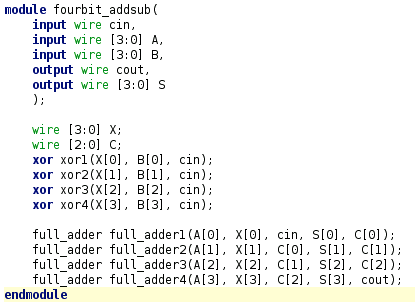 module fourbit_addsub(
    input wire cin,
    input wire [3:0] A,
    input wire [3:0] B,
    output wire cout,
    output wire [3:0] S
    );

    wire [3:0] X;
    wire [2:0] C;
    xor xor1(X[0], B[0], cin);
    xor xor2(X[1], B[1], cin);
    xor xor3(X[2], B[2], cin);
    xor xor4(X[3], B[3], cin);

    full_adder full_adder1(A[0], X[0], cin, S[0], C[0]);
    full_adder full_adder2(A[1], X[1], C[0], S[1], C[1]);
    full_adder full_adder3(A[2], X[2], C[1], S[2], C[2]);
    full_adder full_adder4(A[3], X[3], C[2], S[3], cout);
endmodule